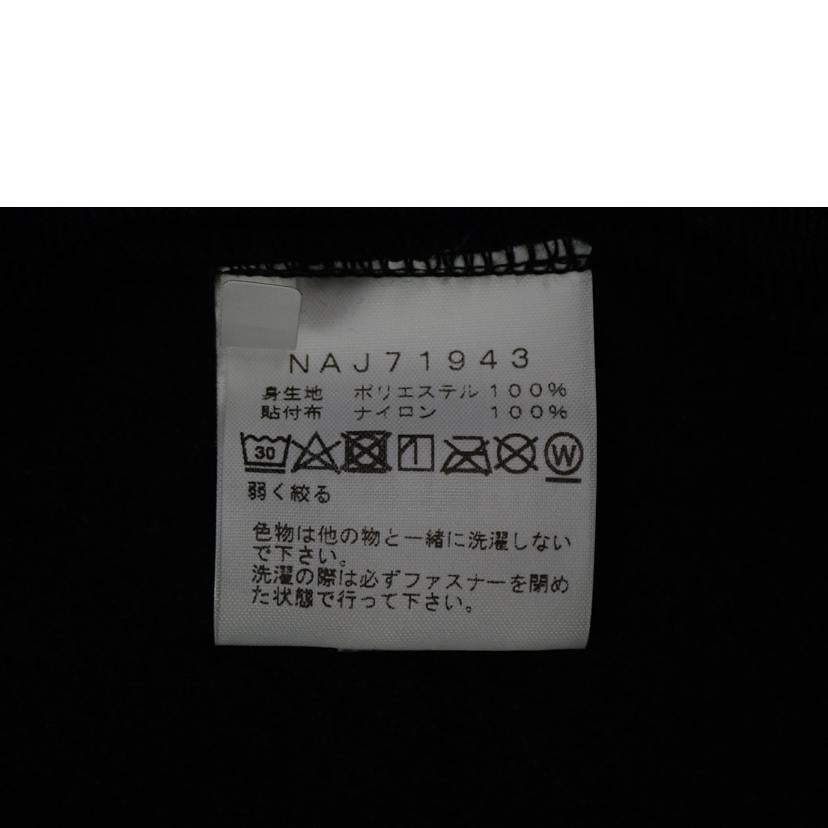 NAJ71943
身生地 ポリエステル 100%
貼付布 ナイロン 100%
30 W
弱く絞る
色物は他の物と一緒に洗濯しない
で下さい。
洗濯の際は必ずファスナーを閉め
た状態で行って下さい。